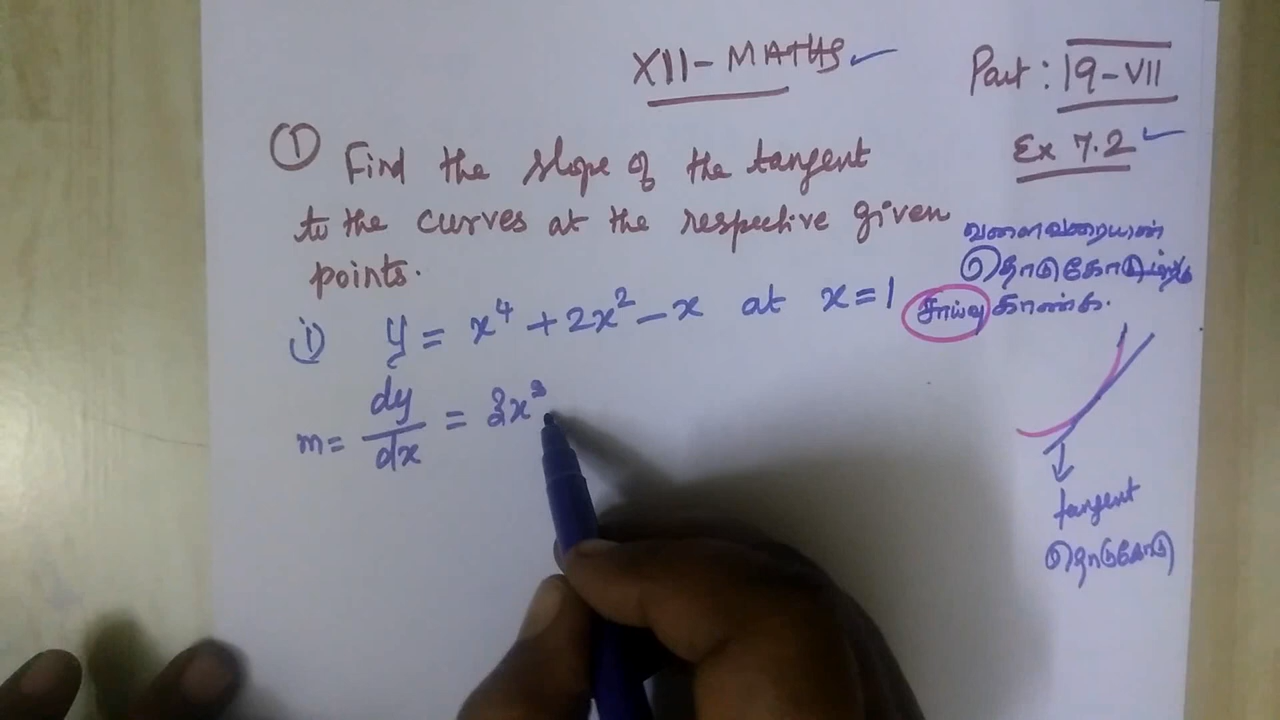 XII - MATHS
Part : 19 - VII
Ex 7.2
① Find the slope of the tangent
to the curves at the respective given
points.
வளைவரையின்
தொடுகோட்டின்
சாய்வு காண்க.
i) y = x⁴ + 2x² - x at x = 1
m = dy/dx = 3x³
tangent
தொடுகோடு